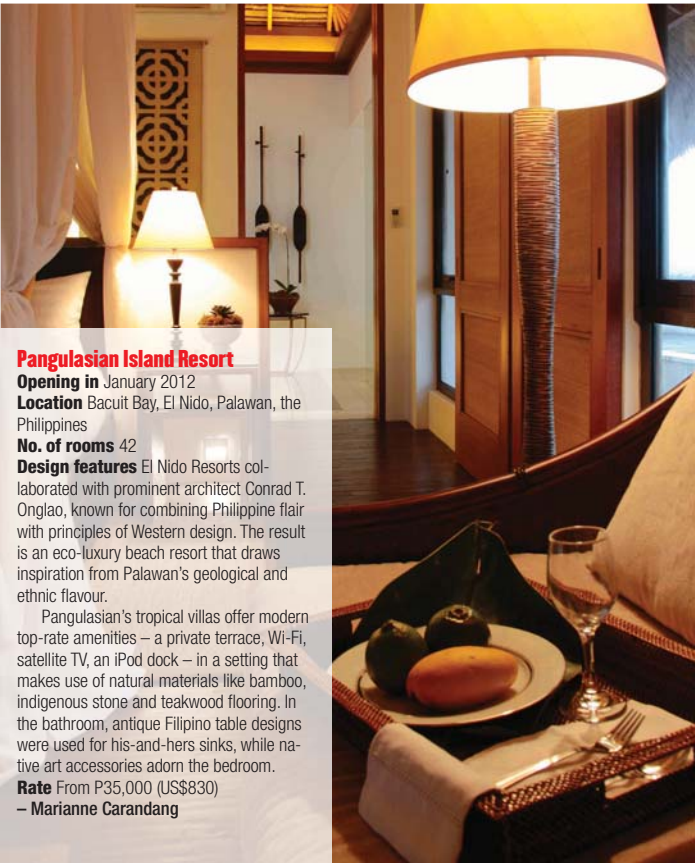 Pangulasian Island Resort
Opening in January 2012
Location Bacuit Bay, El Nido, Palawan, the
Philippines
No. of rooms 42
Design features El Nido Resorts col-
laborated with prominent architect Conrad T.
Onglao, known for combining Philippine flair
with principles of Western design. The result
is an eco-luxury beach resort that draws
inspiration from Palawan's geological and
ethnic flavour.
Pangulasian's tropical villas offer modern
top-rate amenities – a private terrace, Wi-Fi,
satellite TV, an iPod dock – in a setting that
makes use of natural materials like bamboo,
indigenous stone and teakwood flooring. In
the bathroom, antique Filipino table designs
were used for his-and-hers sinks, while na-
tive art accessories adorn the bedroom.
Rate From P35,000 (US$830)
– Marianne Carandang